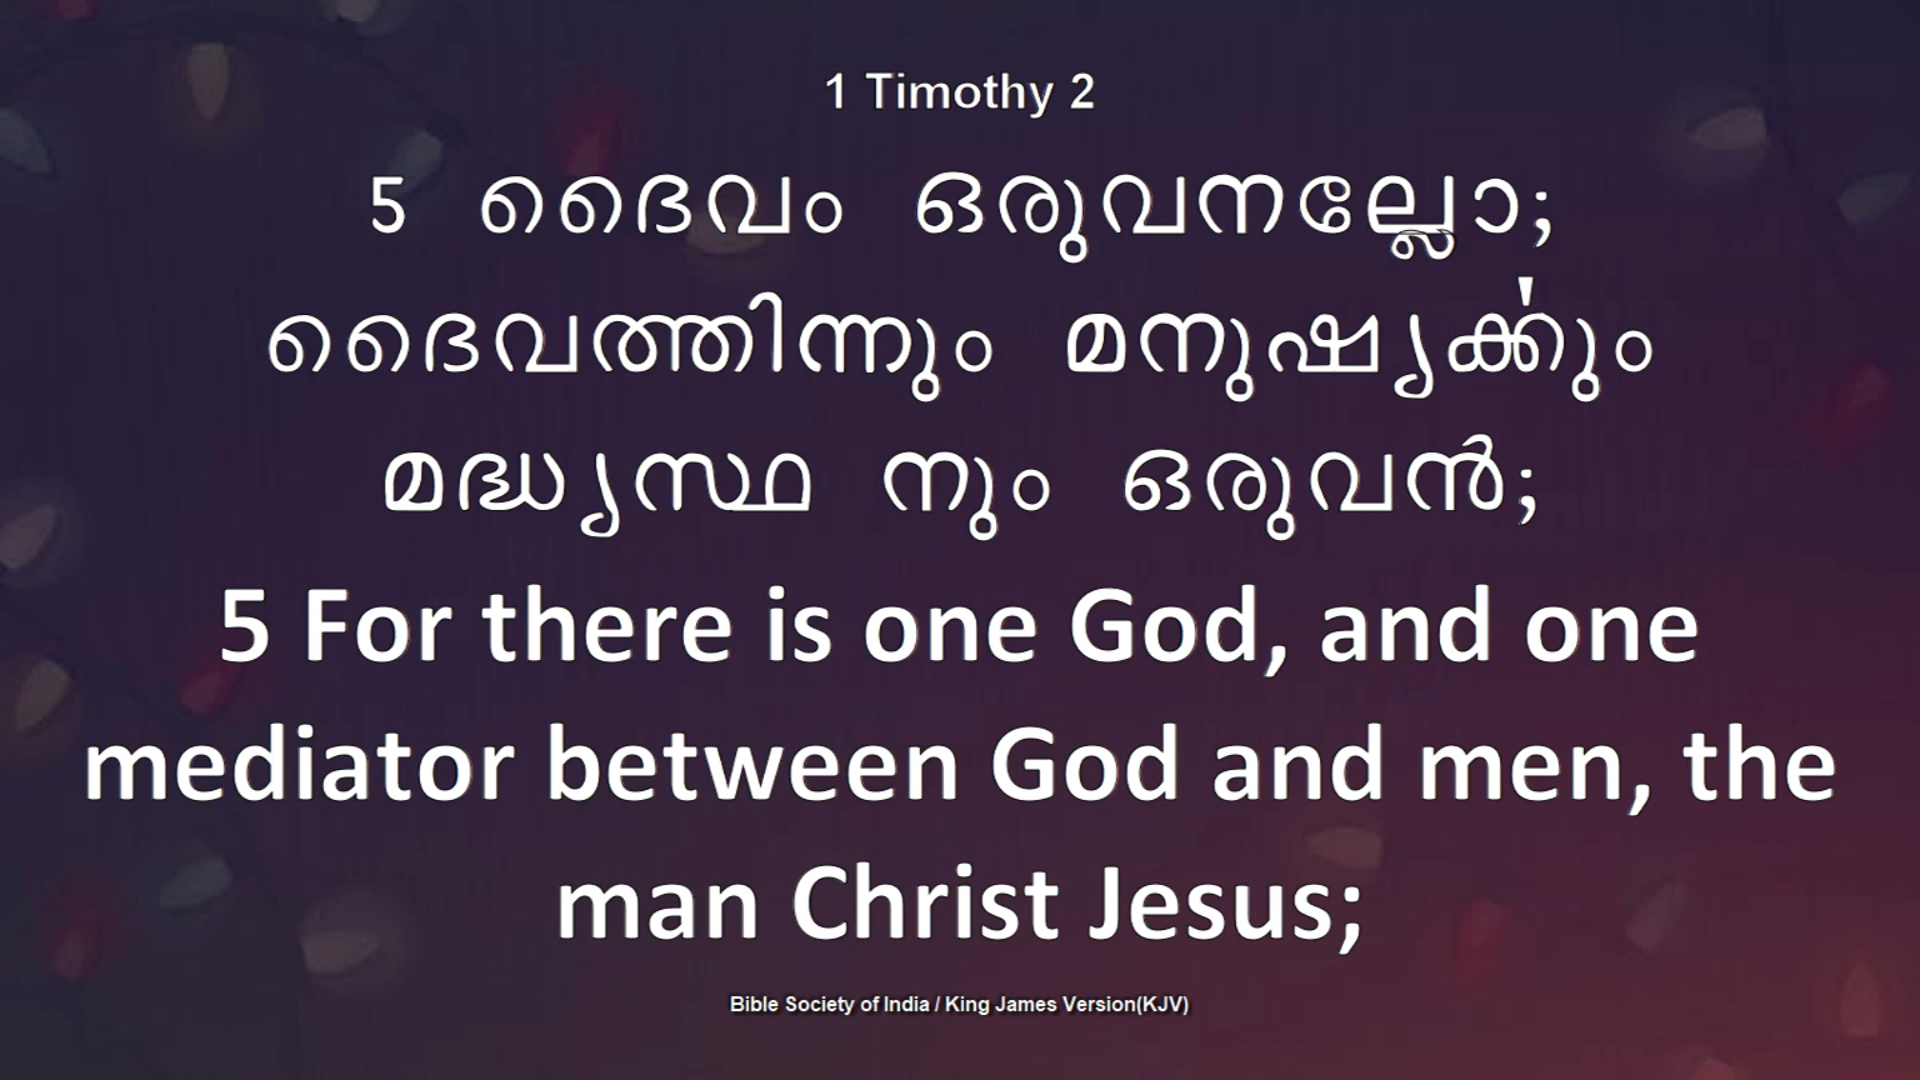 1 Timothy 2
5 ദൈവം ഒരുവനല്ലോ;
ദൈവത്തിന്നും മനുഷ്യൎക്കും
മദ്ധ്യസ്ഥ നും ഒരുവൻ;
5 For there is one God, and one
mediator between God and men, the
man Christ Jesus;
Bible Society of India / King James Version(KJV)